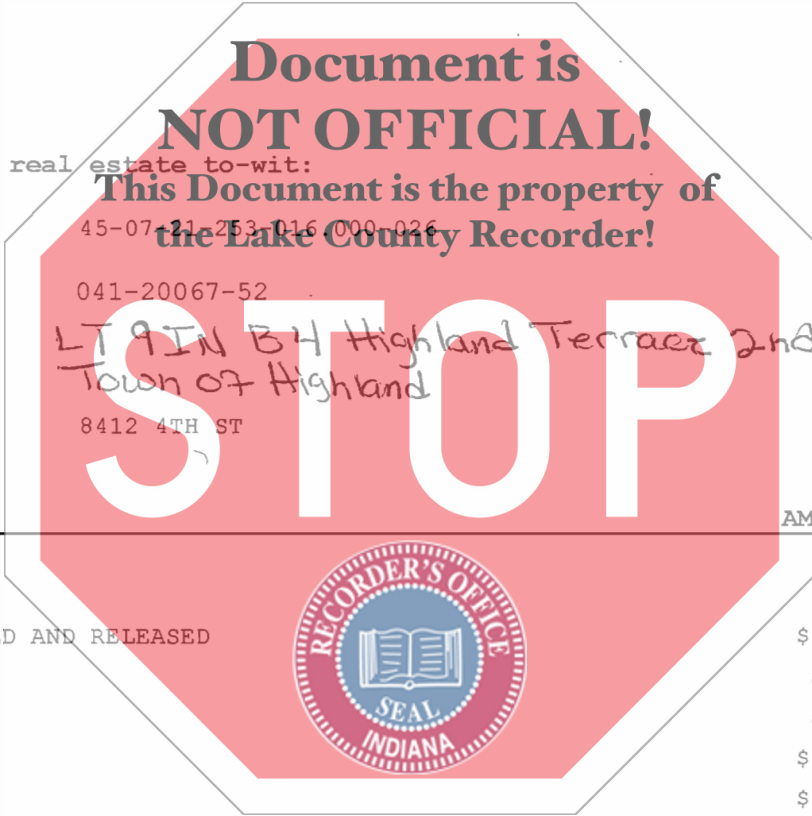 Document is
NOT OFFICIAL!
real estate to-wit:
This Document is the property of
45-07-21-253-016.000-026
the Lake County Recorder!
041-20067-52
LT 9 IN B4 Highland Terrace 2nd
Town of Highland
8412 4TH ST
STOP
AM
RECORDER'S OFFICE
D AND RELEASED
$
SEAL
INDIANA
$
$